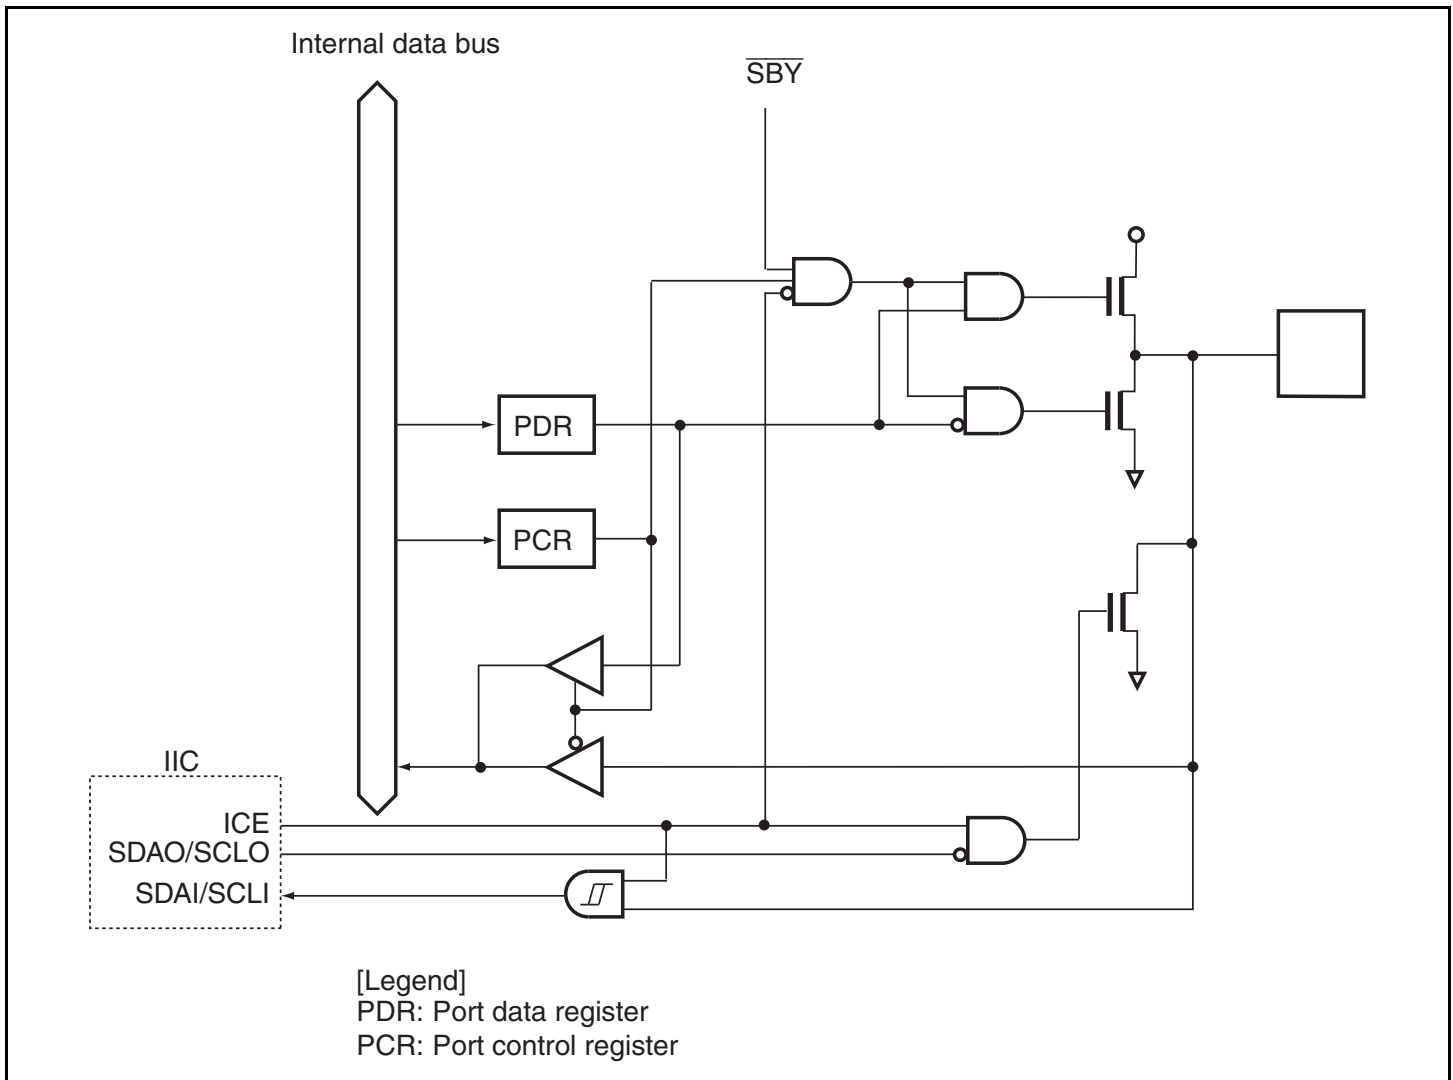 Internal data bus
S̅B̅Y̅
PDR
PCR
IIC
ICE
SDAO/SCLO
SDAI/SCLI
[Legend]
PDR: Port data register
PCR: Port control register